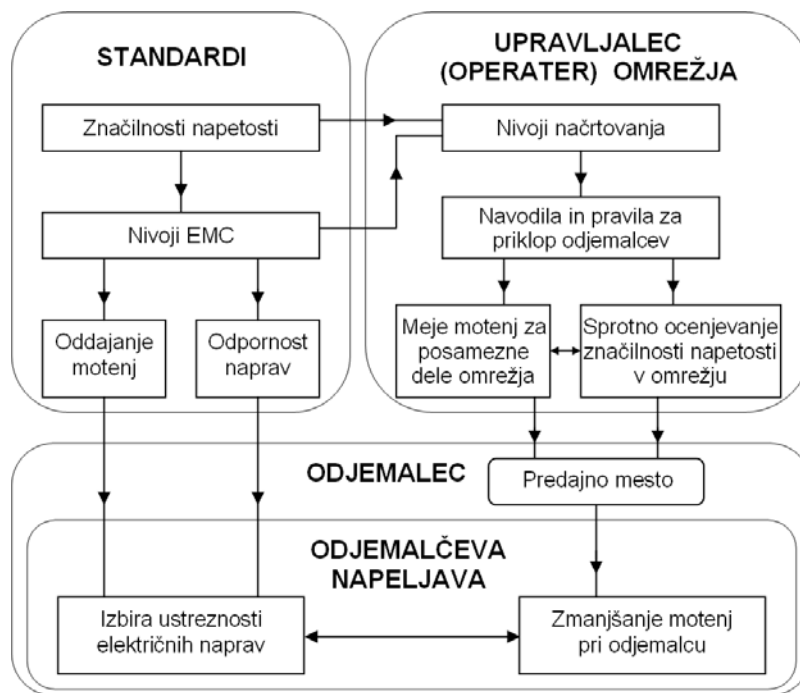 STANDARDI
UPRAVLJALEC
(OPERATER) OMREŽJA
Značilnosti napetosti
Nivoji načrtovanja
Nivoji EMC
Navodila in pravila za
priklop odjemalcev
Oddajanje
motenj
Odpornost
naprav
Meje motenj za
posamezne
dele omrežja
Sprotno ocenjevanje
značilnosti napetosti
v omrežju
ODJEMALEC
Predajno mesto
ODJEMALČEVA
NAPELJAVA
Izbira ustreznosti
električnih naprav
Zmanjšanje motenj
pri odjemalcu